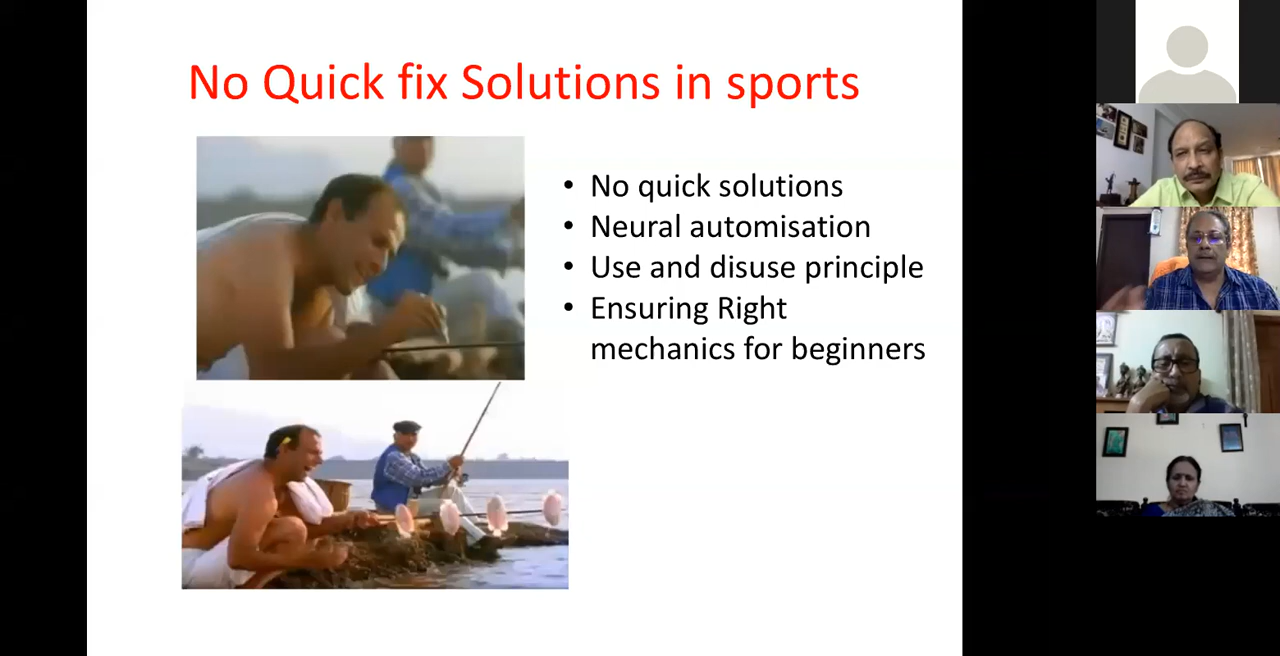 No Quick fix Solutions in sports
• No quick solutions
• Neural automisation
• Use and disuse principle
• Ensuring Right
mechanics for beginners